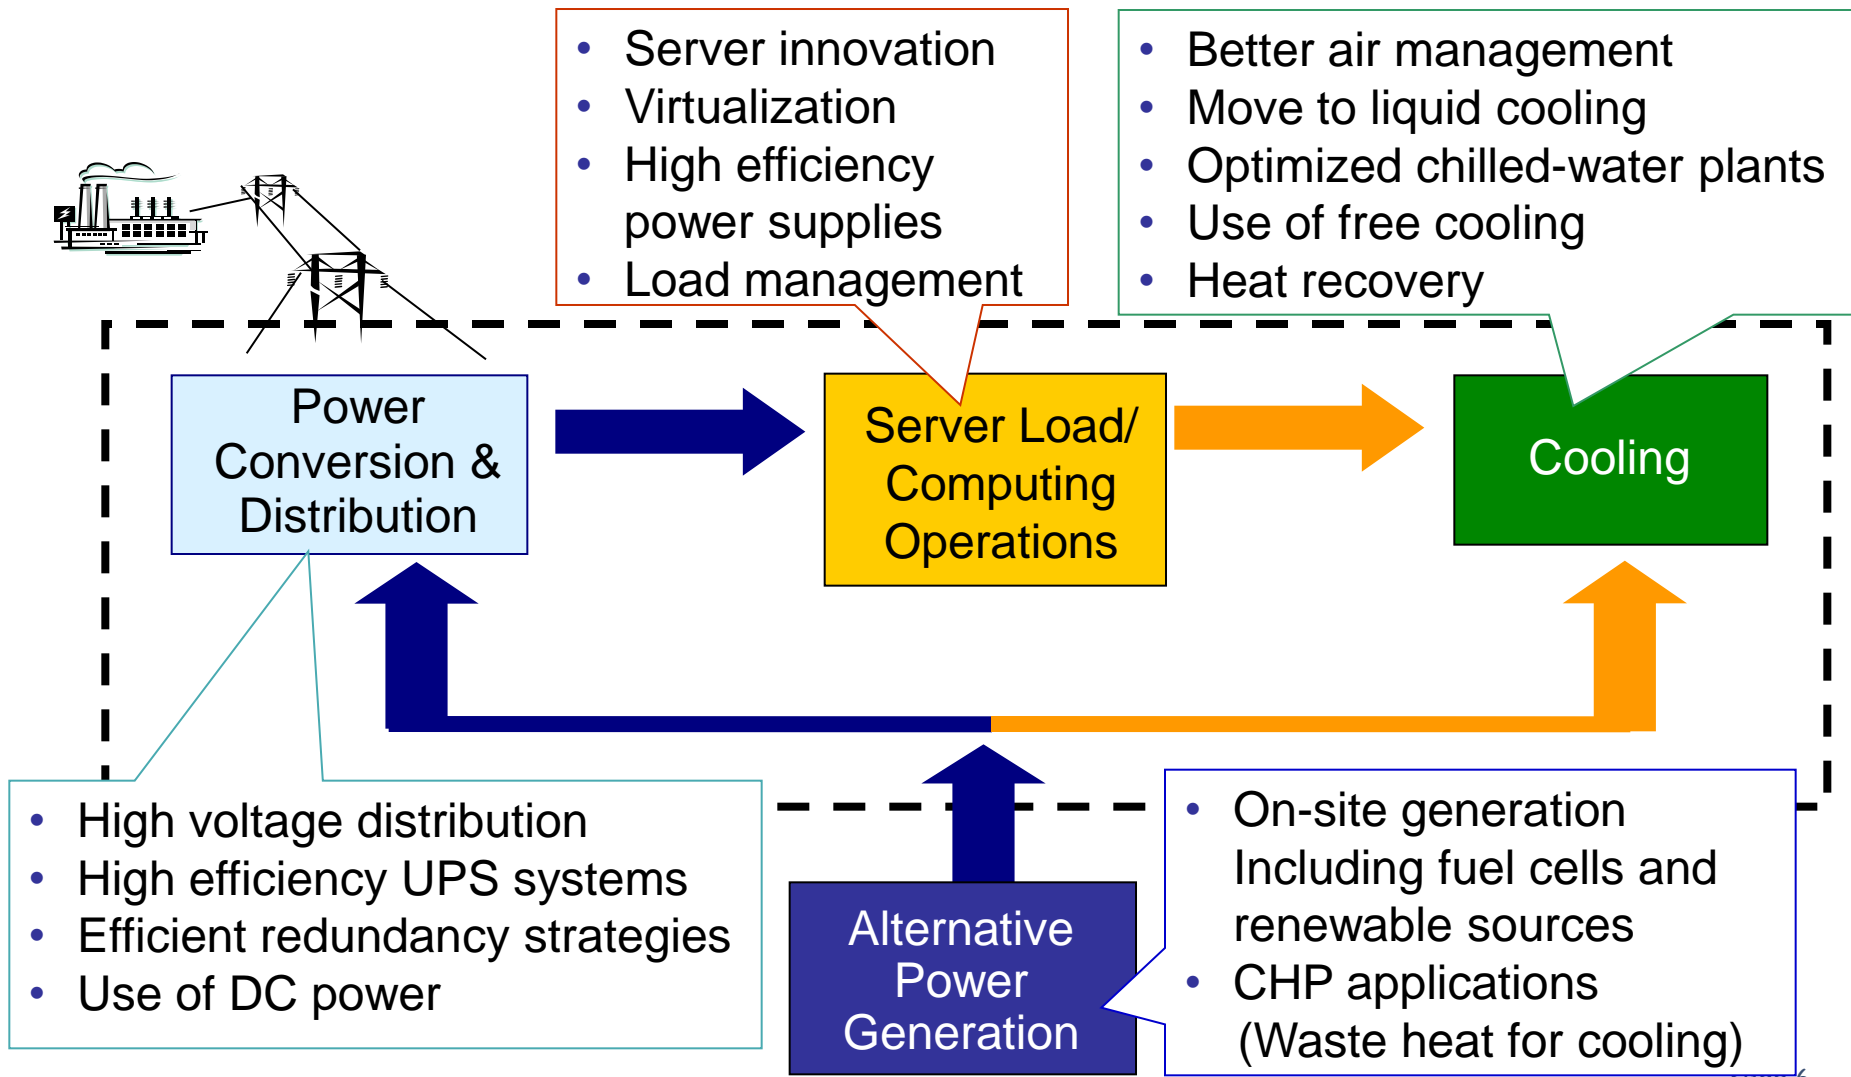 • Server innovation
• Virtualization
• High efficiency
power supplies
• Load management
• Better air management
• Move to liquid cooling
• Optimized chilled-water plants
• Use of free cooling
• Heat recovery
Power
Conversion &
Distribution
Server Load/
Computing
Operations
Cooling
• High voltage distribution
• High efficiency UPS systems
• Efficient redundancy strategies
• Use of DC power
Alternative
Power
Generation
• On-site generation
Including fuel cells and
renewable sources
• CHP applications
(Waste heat for cooling)